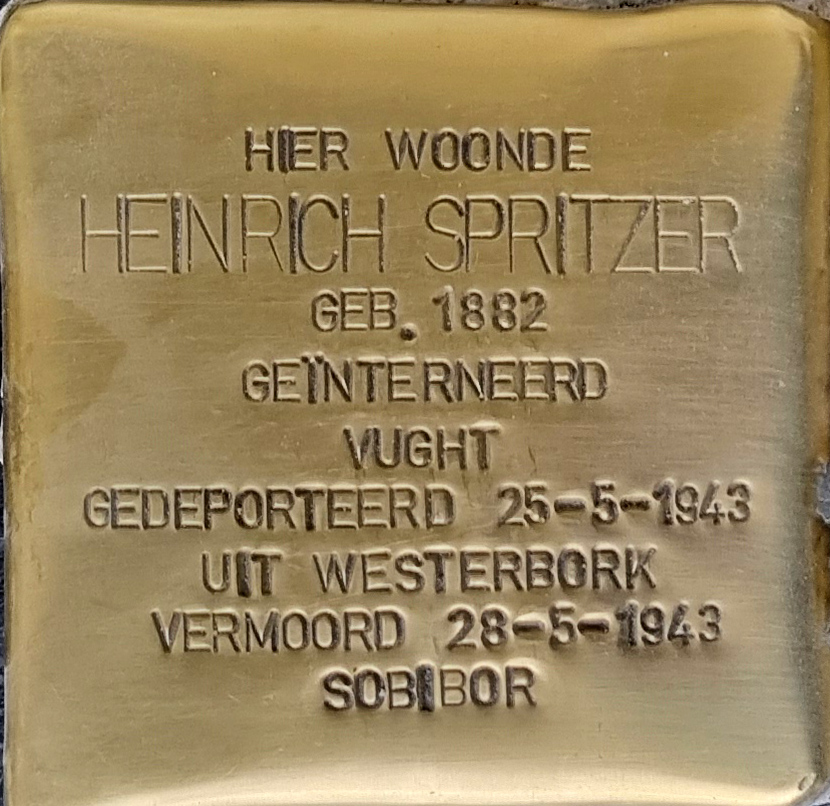 HIER WOONDE
HEINRICH SPRITZER
GEB. 1882
GEÏNTERNEERD
VUGHT
GEDEPORTEERD 25-5-1943
UIT WESTERBORK
VERMOORD 28-5-1943
SOBIBOR